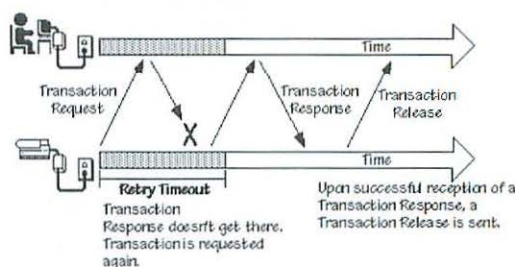 Time
Transaction
Request
Transaction
Response
Transaction
Release
X
Time
Retry Timeout
Transaction
Response doesn't get there.
Transaction is requested
again.
Upon successful reception of a
Transaction Response, a
Transaction Release is sent.